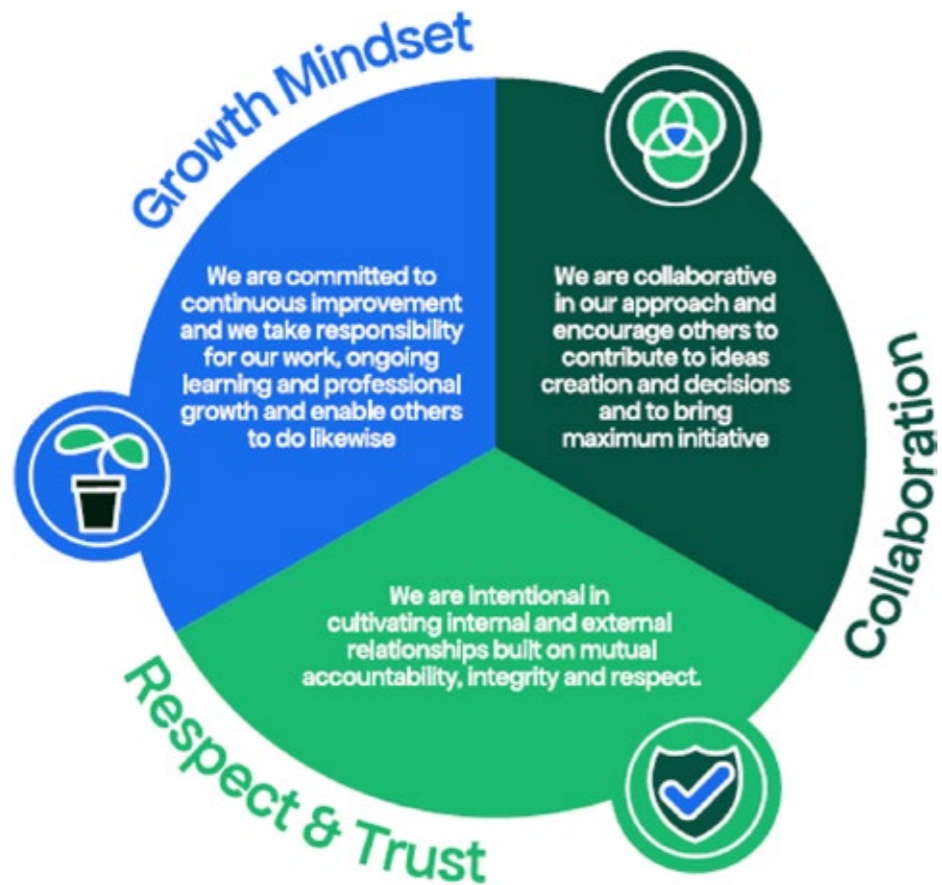 Growth Mindset
We are committed to
continuous improvement
and we take responsibility
for our work, ongoing
learning and professional
growth and enable others
to do likewise
Collaboration
We are collaborative
in our approach and
encourage others to
contribute to ideas
creation and decisions
and to bring
maximum initiative
Respect & Trust
We are intentional in
cultivating internal and external
relationships built on mutual
accountability, integrity and respect.